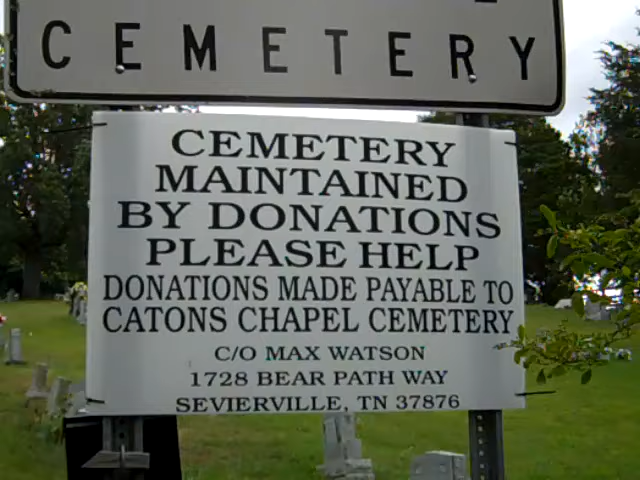 CEMETERY
CEMETERY
MAINTAINED
BY DONATIONS
PLEASE HELP
DONATIONS MADE PAYABLE TO
CATONS CHAPEL CEMETERY
C/O MAX WATSON
1728 BEAR PATH WAY
SEVIERVILLE, TN 37876